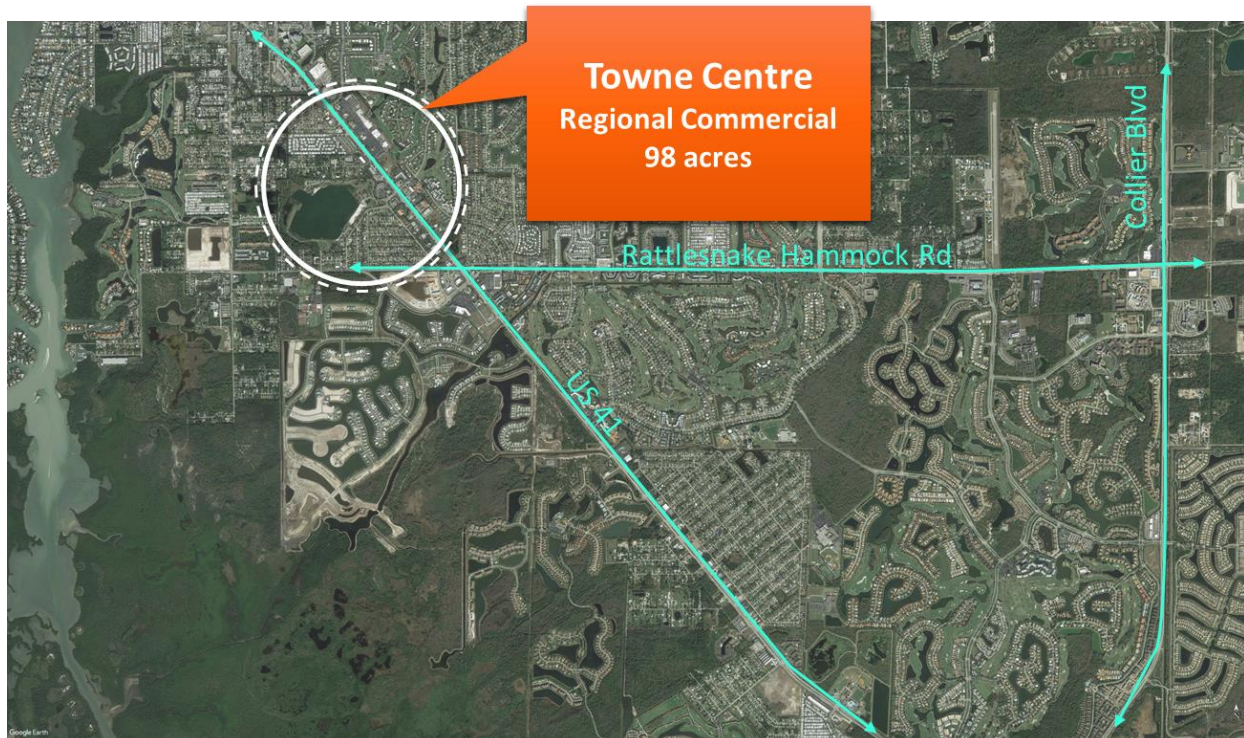 Towne Centre
Regional Commercial
98 acres
Collier Blvd
Rattlesnake Hammock Rd
US 41
Google Earth